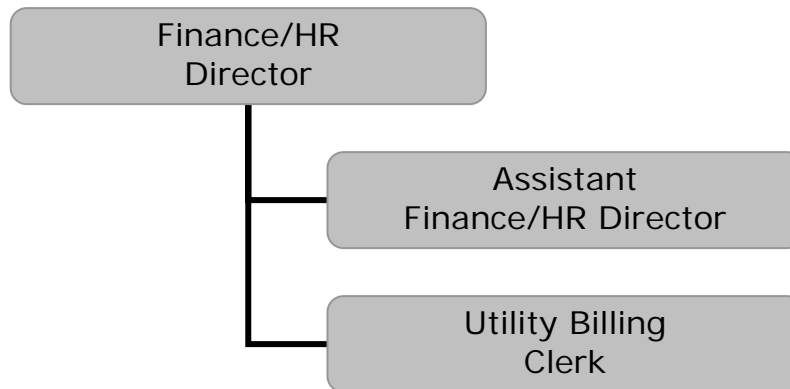 Finance/HR
Director
Assistant
Finance/HR Director
Utility Billing
Clerk